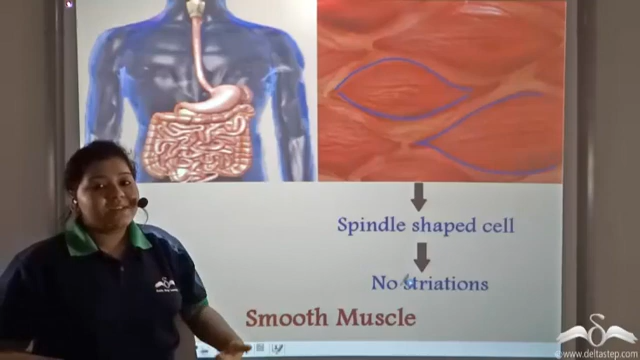 Spindle shaped cell
No striations
Smooth Muscle
www.deltastep.com